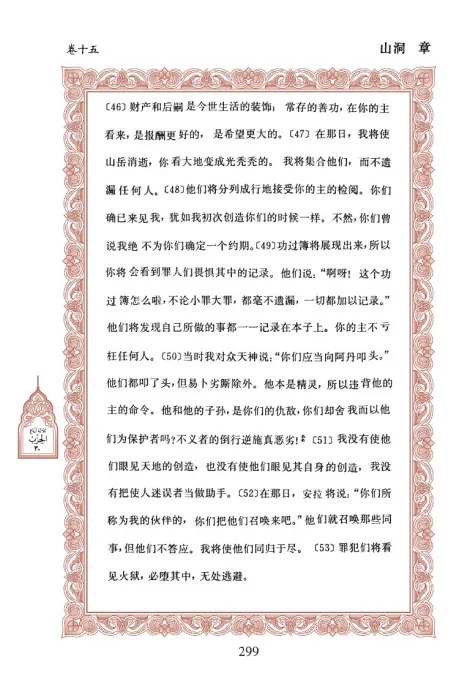 卷十五
山洞 章
〔46〕财产和后嗣是今世生活的装饰；常存的善功，在你的主
看来，是报酬更好的，是希望更大的。〔47〕在那日，我将使
山岳消逝，你看大地变成光秃秃的。我将集合他们，而不遗
漏任何人。〔48〕他们将分列成行地接受你的主的检阅。你们
确已来见我，犹如我初次创造你们的时候一样。不然，你们曾
说我绝不为你们确定一个约期。〔49〕功过簿将展现出来，所以
你将会看到罪人们畏惧其中的记录。他们说：“啊呀！这个功
过簿怎么啦，不论小罪大罪，都毫不遗漏，一切都加以记录。”
他们将发现自己所做的事都一一记录在本子上。你的主不亏
枉任何人。〔50〕当时我对众天神说：“你们应当向阿丹叩头。”
他们都叩了头，但易卜劣厮除外。他本是精灵，所以违背他的
主的命令。他和他的子孙，是你们的仇敌，你们却舍我而以他
们为保护者吗？不义者的倒行逆施真恶劣！〔51〕我没有使他
们眼见天地的创造，也没有使他们眼见其自身的创造，我没
有把使人迷误者当做助手。〔52〕在那日，安拉将说：“你们所
称为我的伙伴的，你们把他们召唤来吧。”他们就召唤那些同
事，但他们不答应。我将使他们同归于尽。〔53〕罪犯们将看
见火狱，必堕其中，无处逃避。
الحزب
٣٠
299